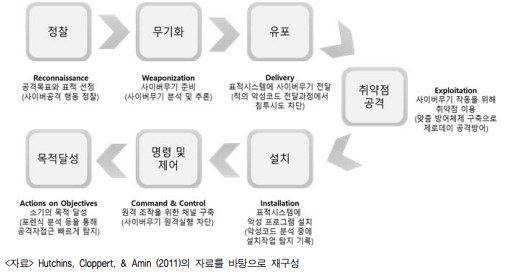 정찰
Reconnaissance
공격목표와 표적 선정
(사이버공격 행동 정찰)
무기화
Weaponization
사이버무기 준비
(사이버무기 분석 및 추론)
유포
Delivery
표적시스템에 사이버무기 전달
(적의 악성코드 전달과정에서
침투시도 차단)
취약점
공격
Exploitation
사이버무기 작동을 위해
취약점 이용
(맞춤 방어체제 구축으로
제로데이 공격방어)
설치
Installation
표적시스템에
악성 프로그램 설치
(악성코드 분석 중에
설치작업 탐지 기록)
명령 및
제어
Command & Control
원격 조작을 위한 채널 구축
(사이버무기 원격실행 차단)
목적달성
Actions on Objectives
소기의 목적 달성
(포렌식 분석 등을 통해
공격자접근 빠르게 탐지)
<자료> Hutchins, Cloppert, & Amin (2011)의 자료를 바탕으로 재구성